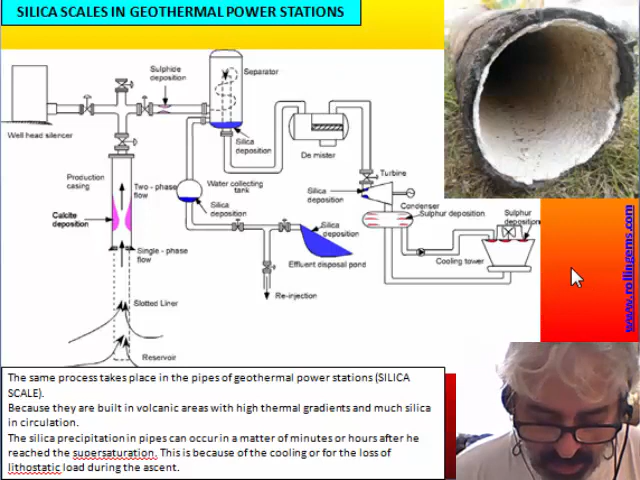 SILICA SCALES IN GEOTHERMAL POWER STATIONS
Sulphide
deposition
Separator
Well head silencer
Silica
deposition
De mister
Production
casing
Two - phase
flow
Water collecting
tank
Turbine
Silica
deposition
Condenser
Calcite
deposition
Silica
deposition
Silica
deposition
Sulphur deposition
Sulphur
deposition
Single - phase
flow
Effluent disposal pond
Cooling tower
Slotted Liner
Re-injection
Reservoir
www.rollingems.com
The same process takes place in the pipes of geothermal power stations (SILICA
SCALE).
Because they are built in volcanic areas with high thermal gradients and much silica
in circulation.
The silica precipitation in pipes can occur in a matter of minutes or hours after he
reached the supersaturation. This is because of the cooling or for the loss of
lithostatic load during the ascent.